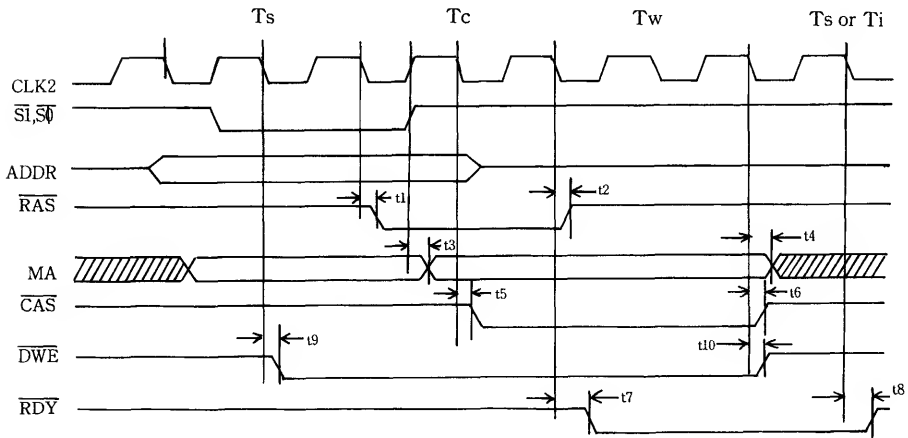 Ts Tc Tw Ts or Ti
CLK2
S1,S0
ADDR
RAS t1 t2
t3 t4
MA
CAS t5 t6
DWE t9 t10
RDY t7 t8